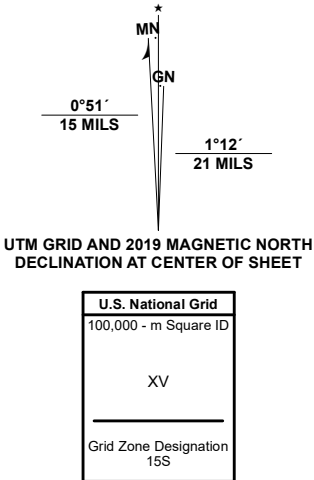 ★
MN
GN
0°51´
15 MILS
1°12´
21 MILS
UTM GRID AND 2019 MAGNETIC NORTH
DECLINATION AT CENTER OF SHEET
U.S. National Grid
100,000 - m Square ID
XV
Grid Zone Designation
15S